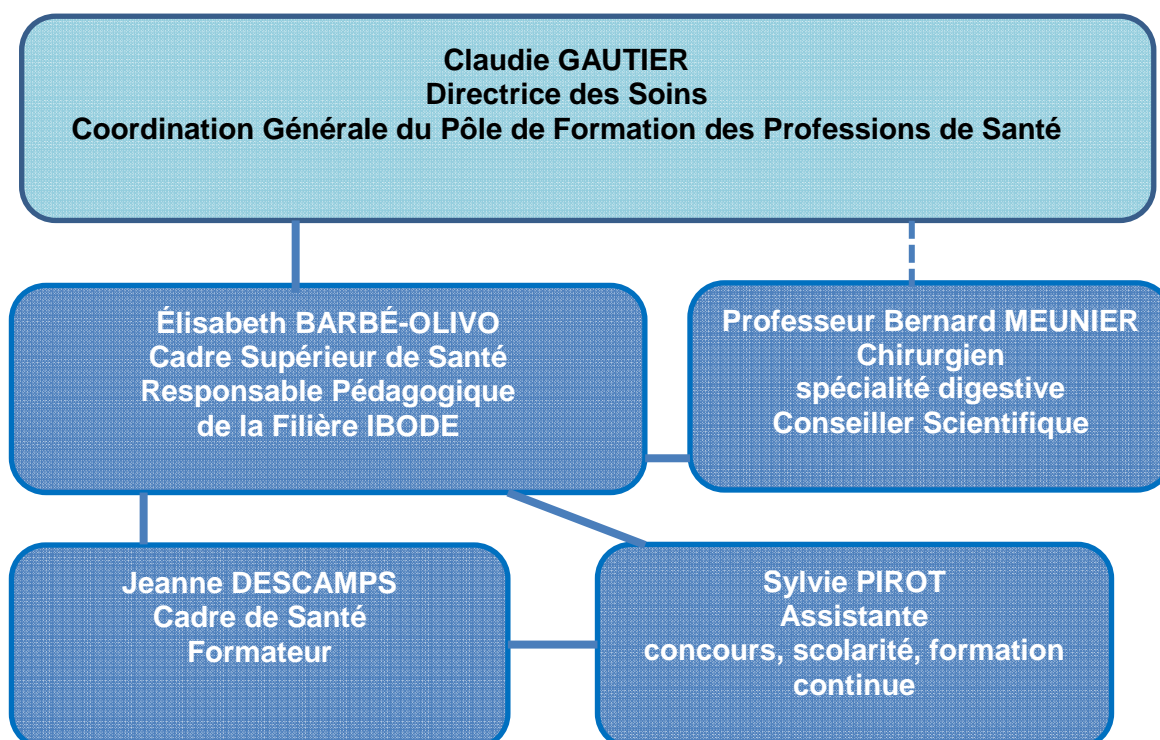 Claudie GAUTIER
Directrice des Soins
Coordination Générale du Pôle de Formation des Professions de Santé
Élisabeth BARBÉ-OLIVO
Cadre Supérieur de Santé
Responsable Pédagogique
de la Filière IBODE
Professeur Bernard MEUNIER
Chirurgien
spécialité digestive
Conseiller Scientifique
Jeanne DESCAMPS
Cadre de Santé
Formateur
Sylvie PIROT
Assistante
concours, scolarité, formation
continue